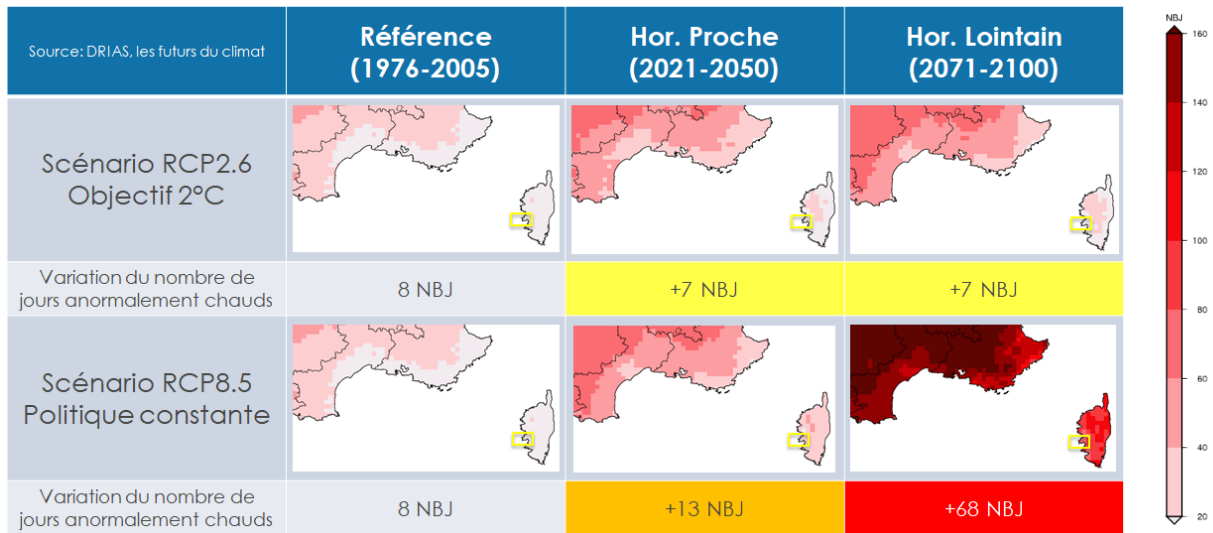 Source: DRIAS, les futurs du climat
Référence
(1976-2005)
Hor. Proche
(2021-2050)
Hor. Lointain
(2071-2100)
Scénario RCP2.6
Objectif 2°C
Variation du nombre de
jours anormalement chauds
8 NBJ
+7 NBJ
+7 NBJ
Scénario RCP8.5
Politique constante
Variation du nombre de
jours anormalement chauds
8 NBJ
+13 NBJ
+68 NBJ
NBJ
160
140
120
100
80
60
40
20